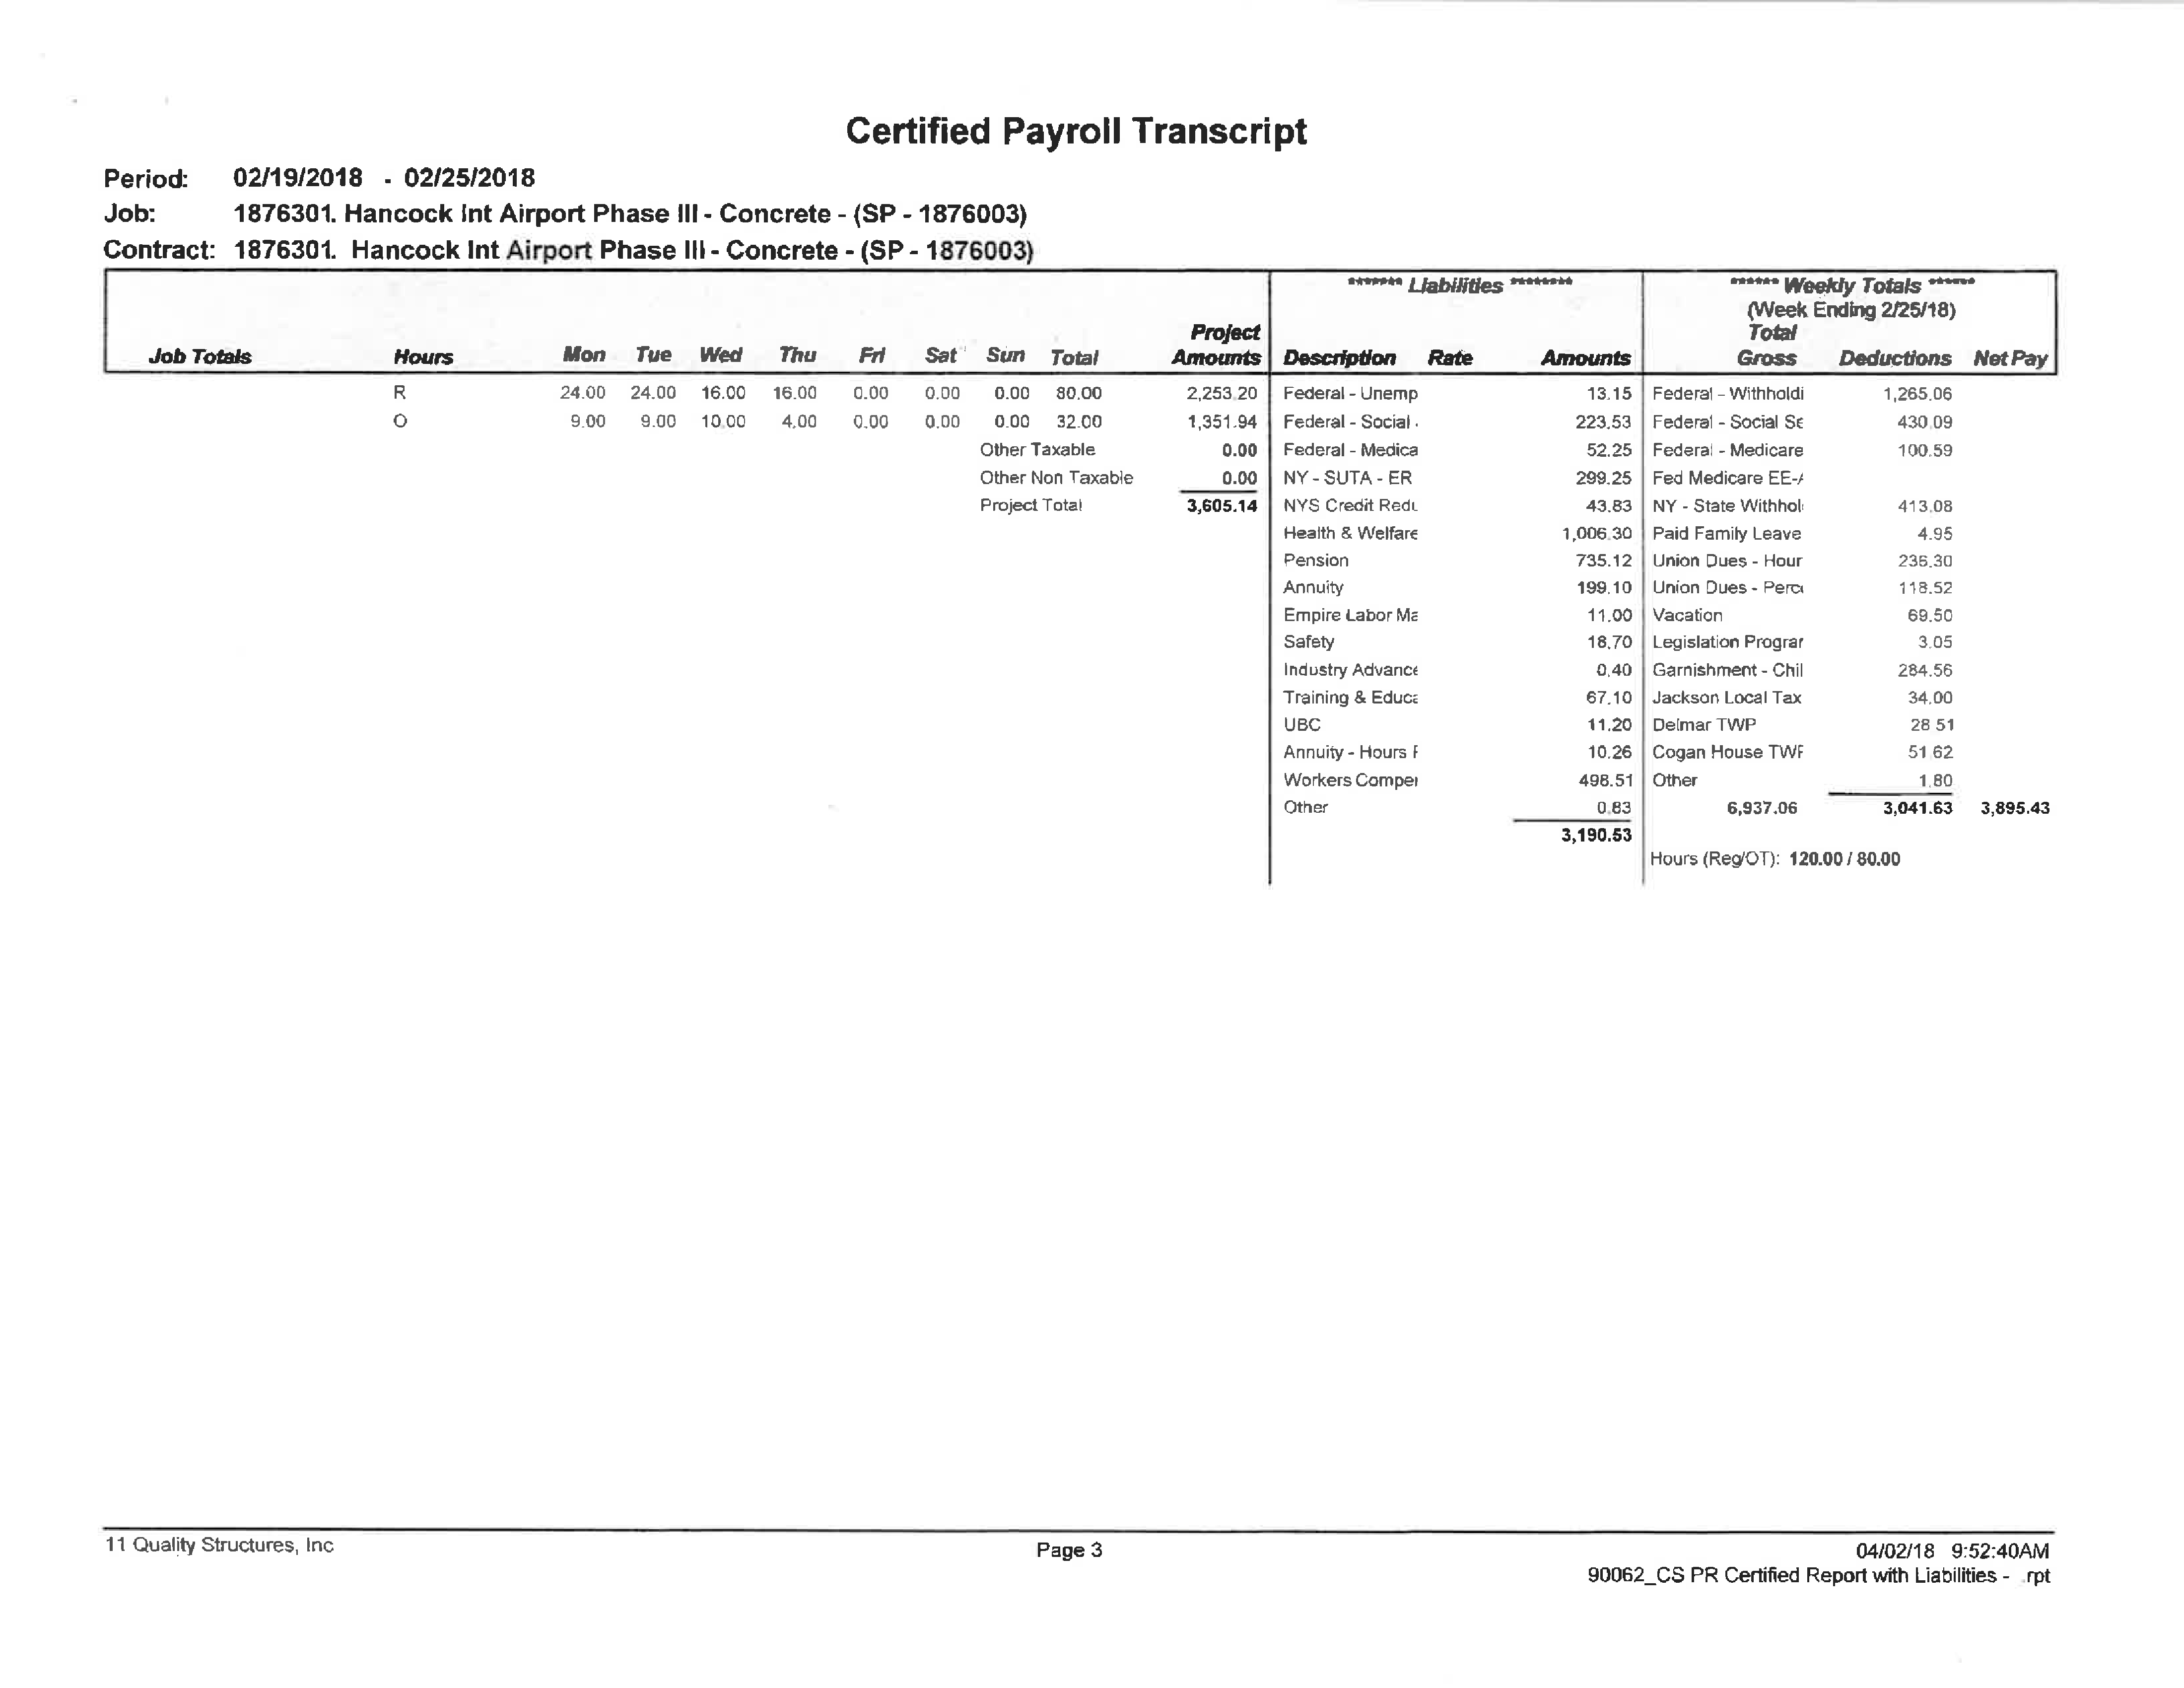 Certified Payroll Transcript
Period: 02/19/2018 - 02/25/2018
Job: 1876301. Hancock Int Airport Phase III - Concrete - (SP - 1876003)
Contract: 1876301. Hancock Int Airport Phase III - Concrete - (SP - 1876003)
******* Liabilities ******** ****** Weekly Totals ******
(Week Ending 2/25/18)
Project Total
Job Totals Hours Mon Tue Wed Thu Fri Sat Sun Total Amounts Description Rate Amounts Gross Deductions Net Pay
R 24.00 24.00 16.00 16.00 0.00 0.00 0.00 80.00 2,253.20 Federal - Unemp 13.15 Federal - Withholdi 1,265.06
O 9.00 9.00 10.00 4.00 0.00 0.00 0.00 32.00 1,351.94 Federal - Social 223.53 Federal - Social Se 430.09
Other Taxable 0.00 Federal - Medica 52.25 Federal - Medicare 100.59
Other Non Taxable 0.00 NY - SUTA - ER 299.25 Fed Medicare EE-A
Project Total 3,605.14 NYS Credit Redu 43.83 NY - State Withhol 413.08
Health & Welfare 1,006.30 Paid Family Leave 4.95
Pension 735.12 Union Dues - Hour 236.30
Annuity 199.10 Union Dues - Perc 118.52
Empire Labor Ma 11.00 Vacation 69.50
Safety 18.70 Legislation Progra 3.05
Industry Advance 0.40 Garnishment - Chil 284.56
Training & Educa 67.10 Jackson Local Tax 34.00
UBC 11.20 Delmar TWP 28.51
Annuity - Hours 10.26 Cogan House TWP 51.62
Workers Compe 498.51 Other 1.80
Other 0.83 6,937.06 3,041.63 3,895.43
3,190.53
Hours (Reg/OT): 120.00 / 80.00
11 Quality Structures, Inc Page 3 04/02/18 9:52:40AM
90062_CS PR Certified Report with Liabilities - .rpt